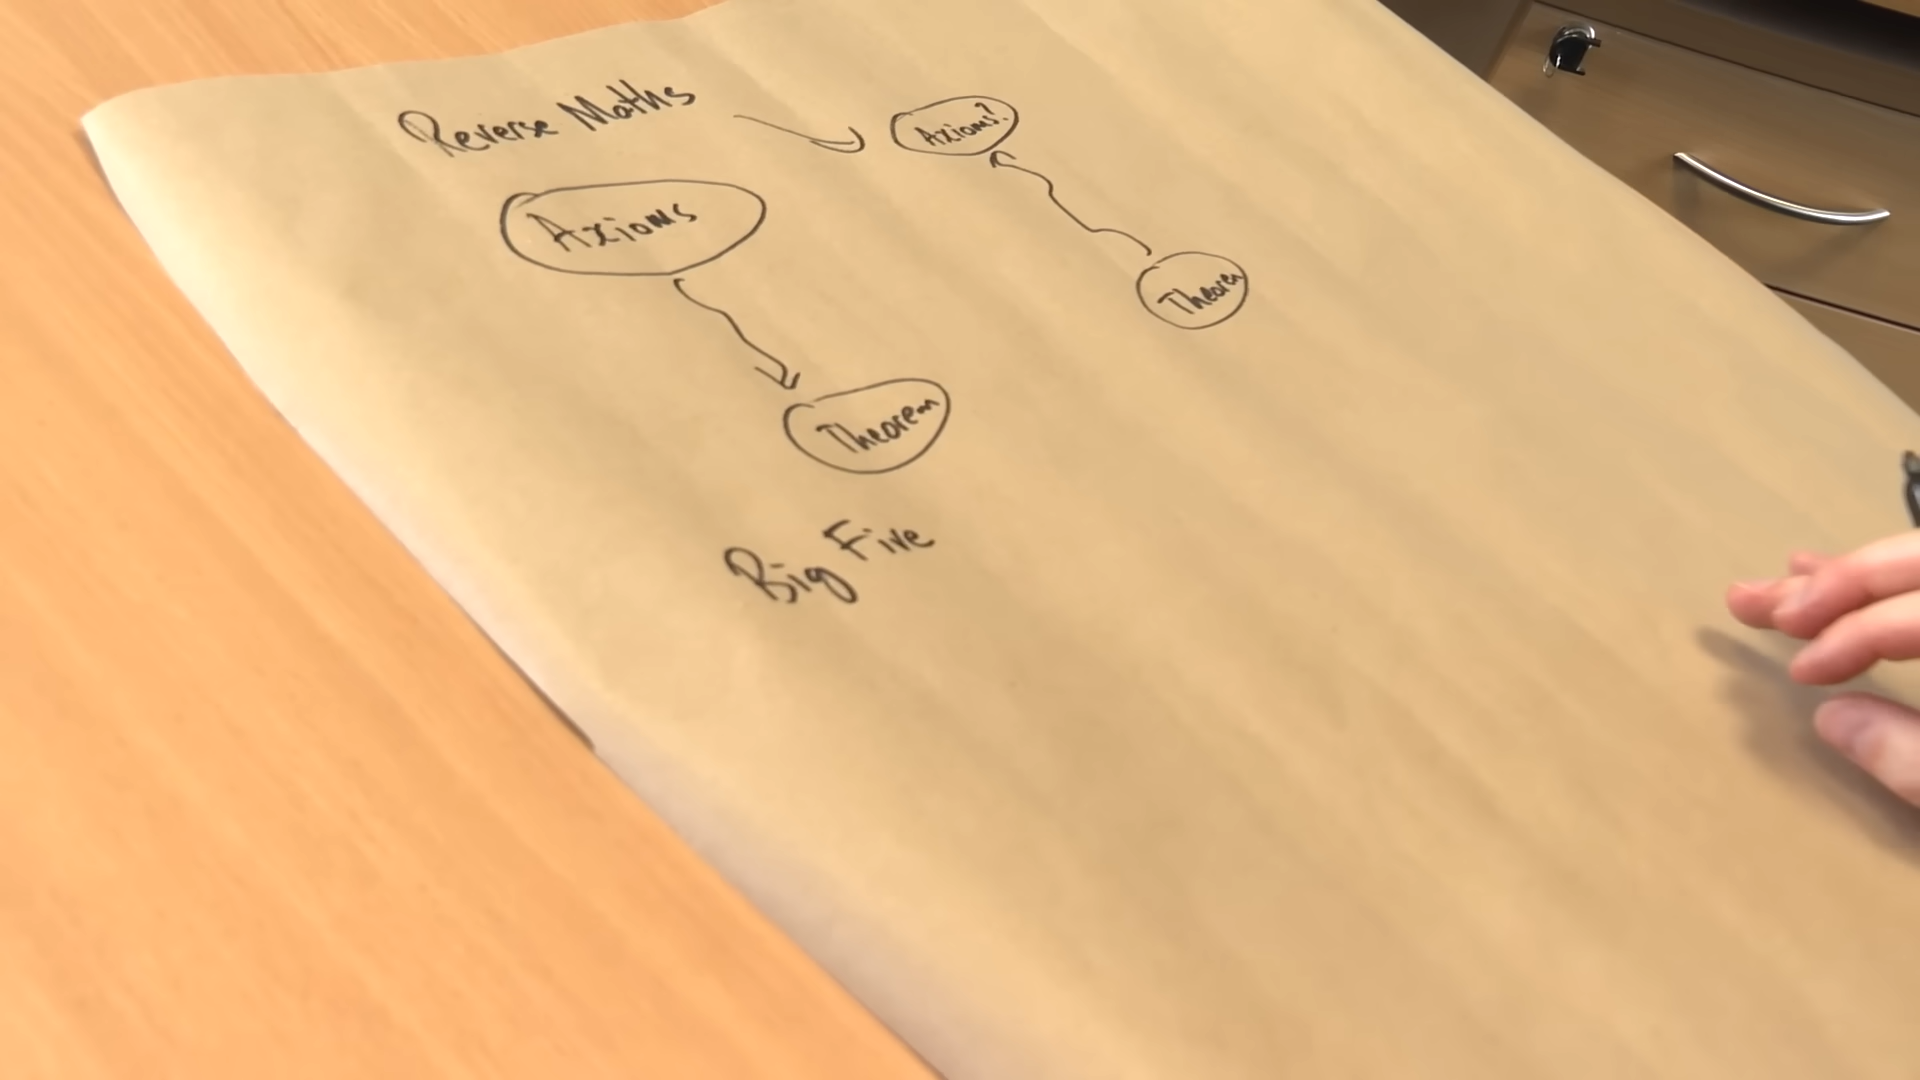 Reverse Maths
Axioms?
Axioms
Theorem
Theorem
Big Five